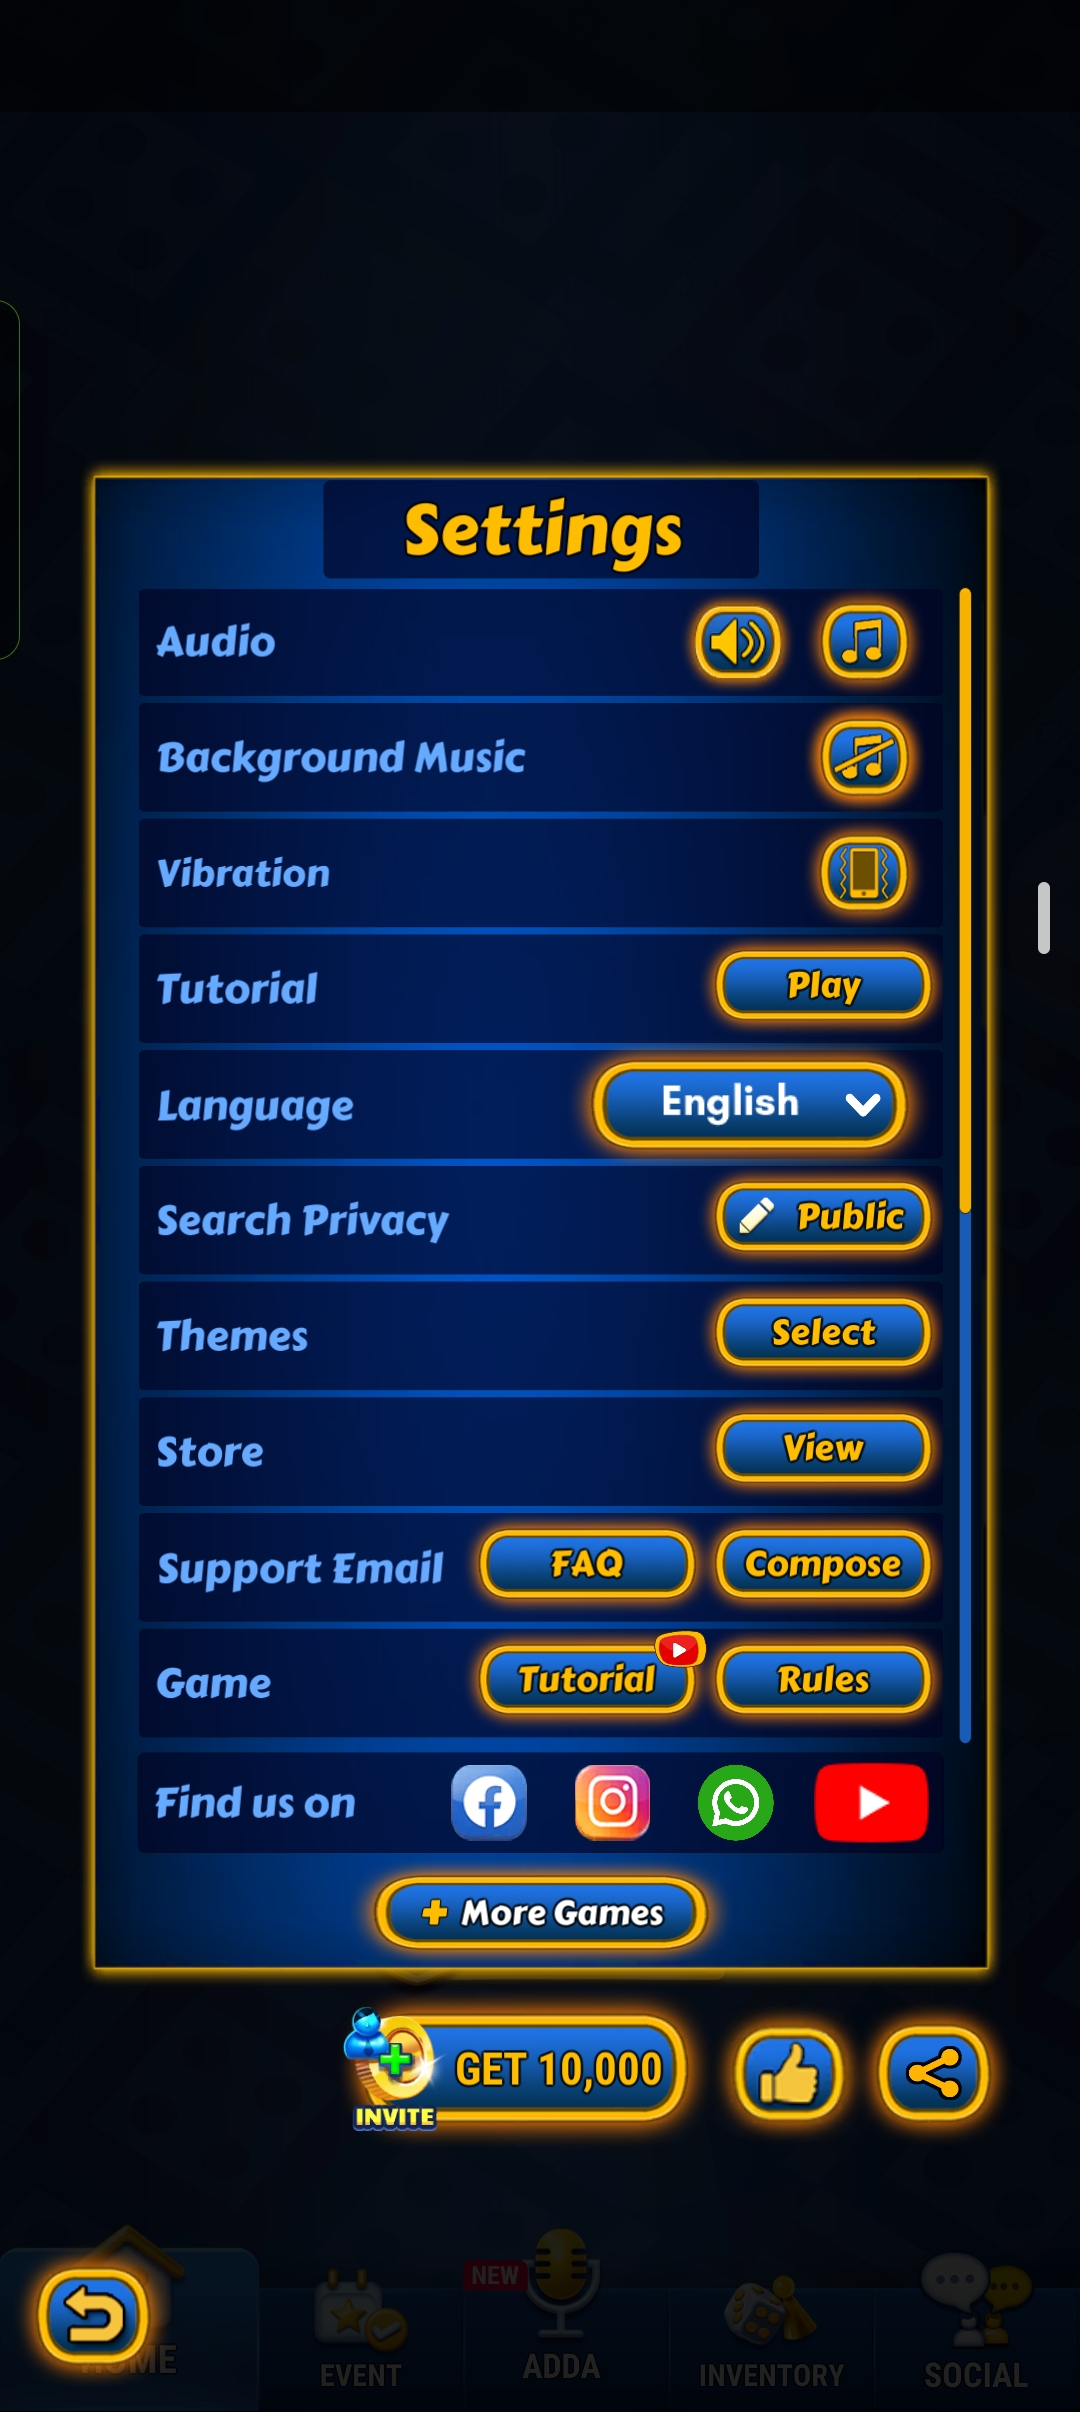 Settings
Audio
Background Music
Vibration
Tutorial Play
Language English
Search Privacy Public
Themes Select
Store View
Support Email FAQ Compose
Game Tutorial Rules
Find us on
+ More Games
INVITE GET 10,000
NEW
HOME EVENT ADDA INVENTORY SOCIAL